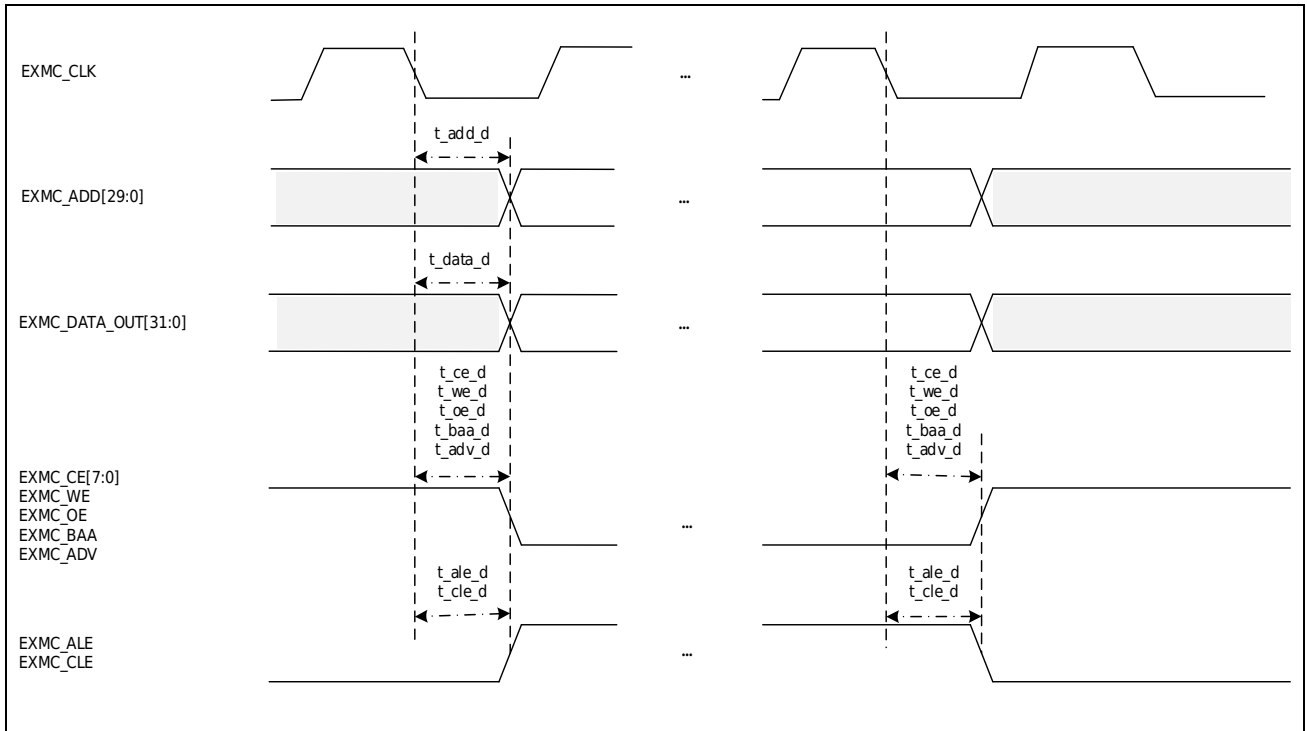 EXMC_CLK
...
t_add_d
EXMC_ADD[29:0]
...
t_data_d
EXMC_DATA_OUT[31:0]
...
t_ce_d
t_we_d
t_oe_d
t_baa_d
t_adv_d
t_ce_d
t_we_d
t_oe_d
t_baa_d
t_adv_d
EXMC_CE[7:0]
EXMC_WE
EXMC_OE
EXMC_BAA
EXMC_ADV
...
t_ale_d
t_cle_d
t_ale_d
t_cle_d
EXMC_ALE
EXMC_CLE
...